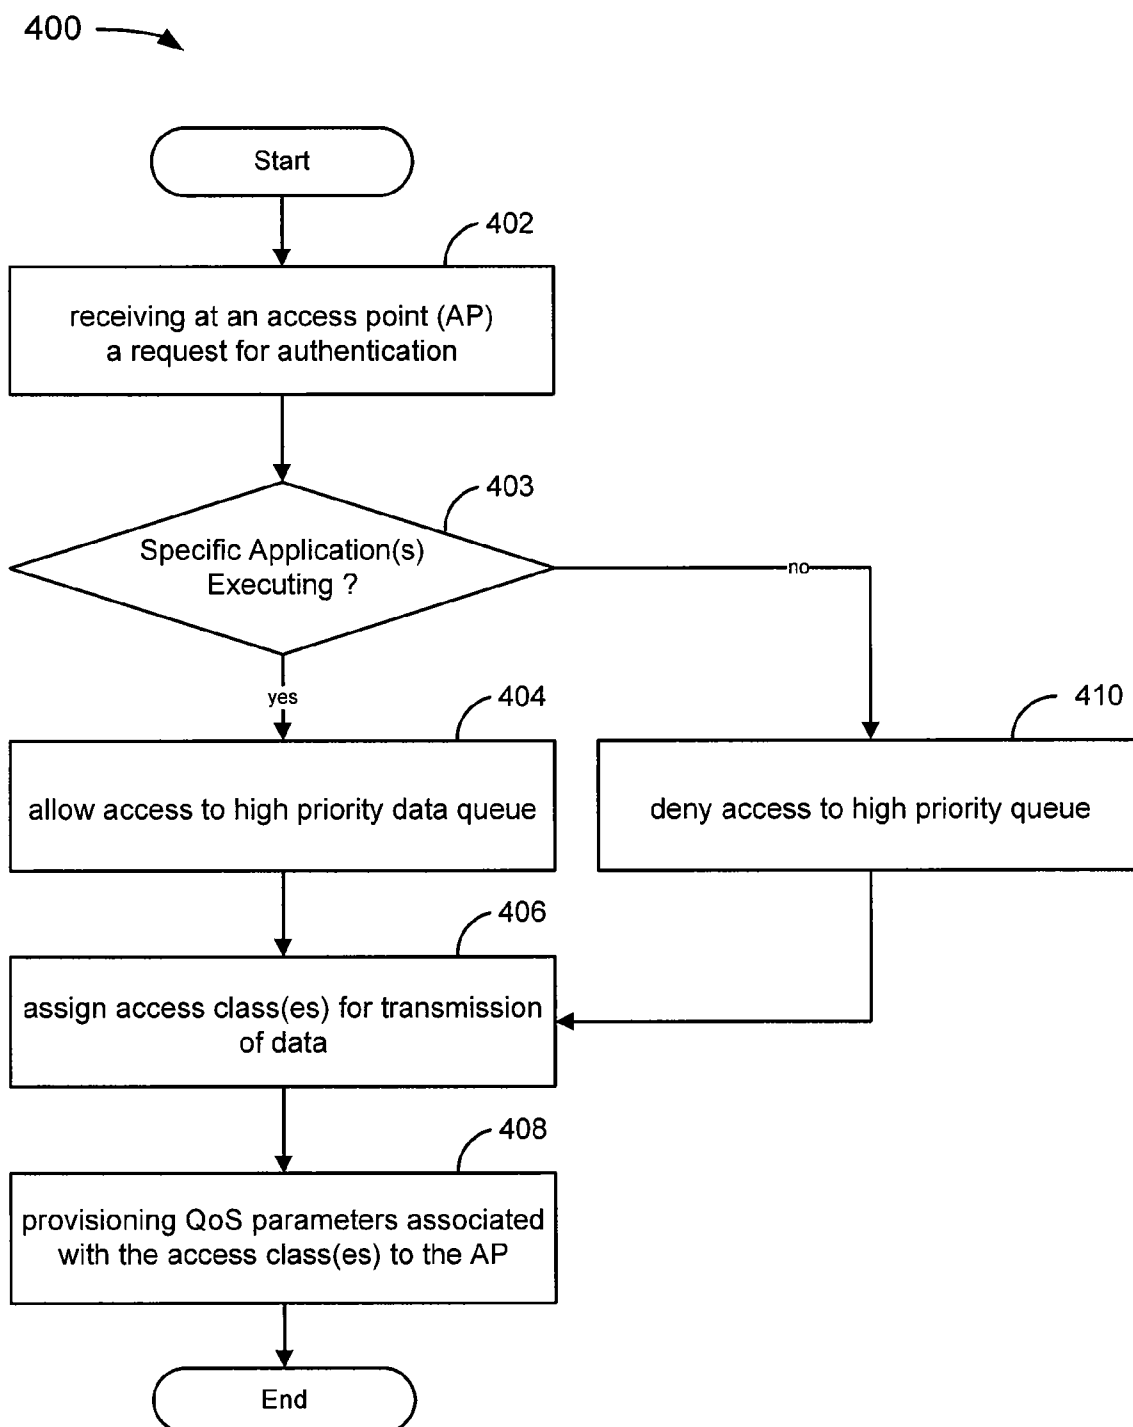 400
Start
402
receiving at an access point (AP)
a request for authentication
403
Specific Application(s)
Executing ?
no
yes
404
allow access to high priority data queue
410
deny access to high priority queue
406
assign access class(es) for transmission
of data
408
provisioning QoS parameters associated
with the access class(es) to the AP
End